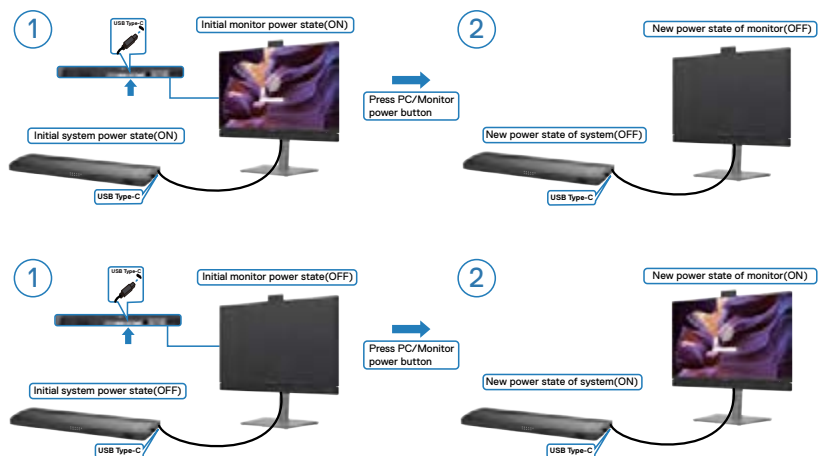 1
USB Type-C
Initial monitor power state(ON)
Initial system power state(ON)
USB Type-C
Press PC/Monitor
power button
2
New power state of monitor(OFF)
New power state of system(OFF)
USB Type-C
1
USB Type-C
Initial monitor power state(OFF)
Initial system power state(OFF)
USB Type-C
Press PC/Monitor
power button
2
New power state of monitor(ON)
New power state of system(ON)
USB Type-C